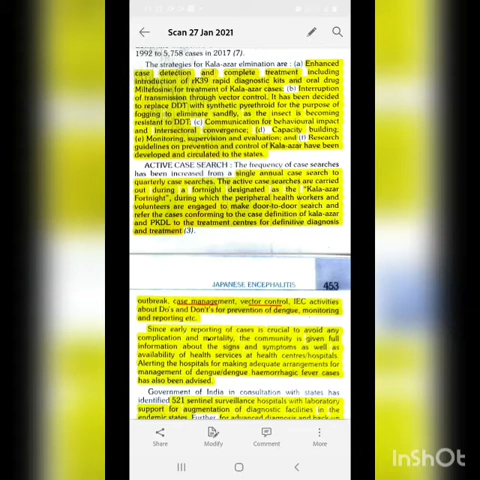 Scan 27 Jan 2021
1992 to 5,758 cases in 2017 (7).
The strategies for Kala-azar elmination are : (a) Enhanced
case detection and complete treatment including
introduction of rK39 rapid diagnostic kits and oral drug
Miltefosine for treatment of Kala-azar cases; (b) Interruption
of transmission through vector control. It has been decided
to replace DDT with synthetic pyrethroid for the purpose of
fogging to eliminate sandfly, as the insect is becoming
resistant to DDT; (c) Communication for behavioural impact
and intersectoral convergence; (d) Capacity building;
(e) Monitoring, supervision and evaluation; and (f) Research
guidelines on prevention and control of Kala-azar have been
developed and circulated to the states.
ACTIVE CASE SEARCH : The frequency of case searches
has been increased from a single annual case search to
quarterly case searches. The active case searches are carried
out during a fortnight designated as the "Kala-azar
Fortnight", during which the peripheral health workers and
volunteers are engaged to make door-to-door search and
refer the cases conforming to the case definition of kala-azar
and PKDL to the treatment centres for definitive diagnosis
and treatment (3).
JAPANESE ENCEPHALITIS 453
outbreak, case management, vector control, IEC activities
about Do's and Don't's for prevention of dengue, monitoring
and reporting etc.
Since early reporting of cases is crucial to avoid any
complication and mortality, the community is given full
information about the signs and symptoms as well as
availability of health services at health centres/hospitals.
Alerting the hospitals for making adequate arrangements for
management of dengue/dengue haemorrhagic fever cases
has also been advised.
Government of India in consultation with states has
identified 521 sentinel surveillance hospitals with laboratory
support for augmentation of diagnostic facilities in the
endemic states. Further, for advanced diagnosis and back-up
Share Modify Comment More
InShOt